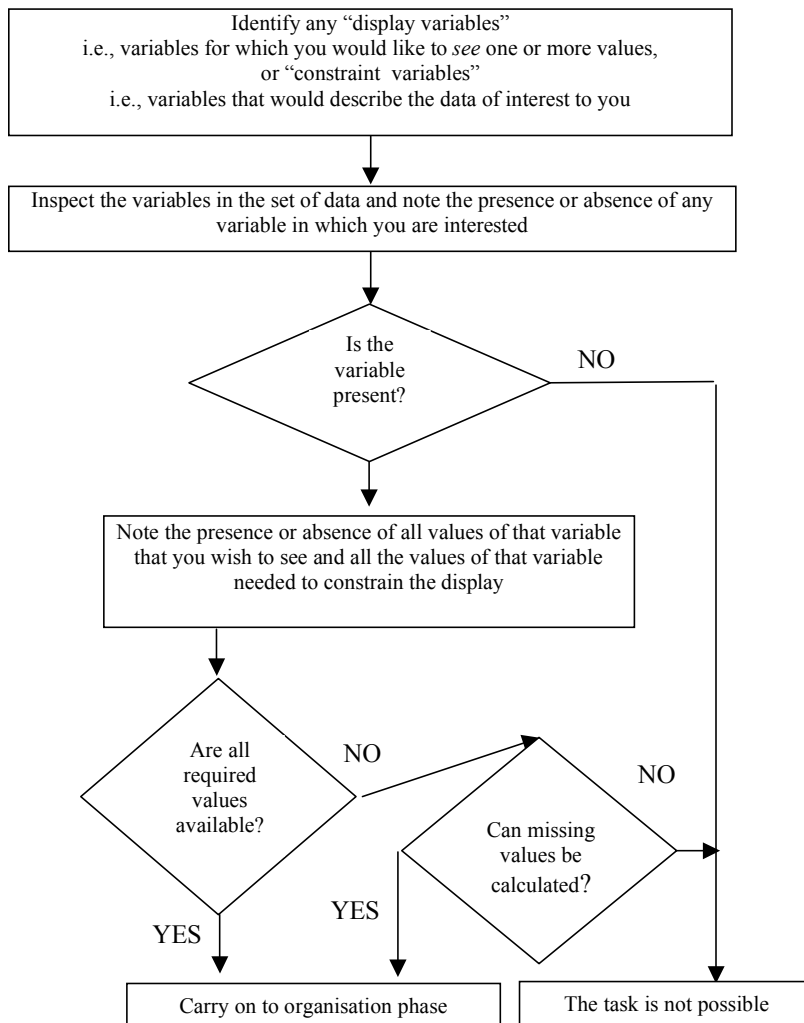 Identify any “display variables”
i.e., variables for which you would like to see one or more values,
or “constraint variables”
i.e., variables that would describe the data of interest to you
Inspect the variables in the set of data and note the presence or absence of any
variable in which you are interested
Is the
variable
present?
NO
Note the presence or absence of all values of that variable
that you wish to see and all the values of that variable
needed to constrain the display
Are all
required
values
available?
NO
YES
Can missing
values be
calculated?
NO
YES
Carry on to organisation phase
The task is not possible